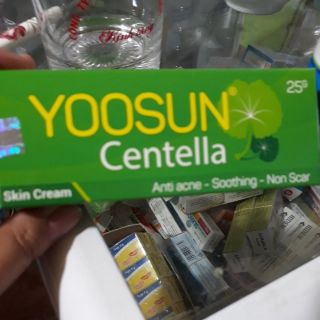 25g
YOOSUN®
Centella
Skin Cream
Anti acne - Soothing - Non Scar